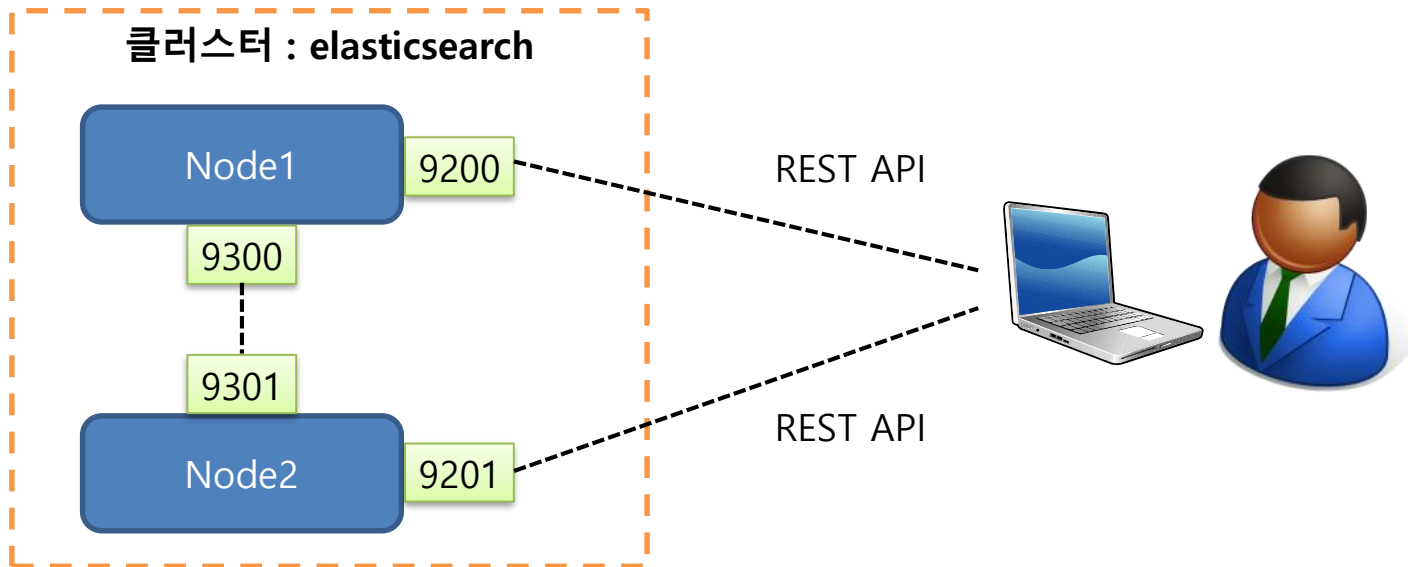 클러스터 : elasticsearch
Node1
9200
REST API
9300
9301
REST API
Node2
9201